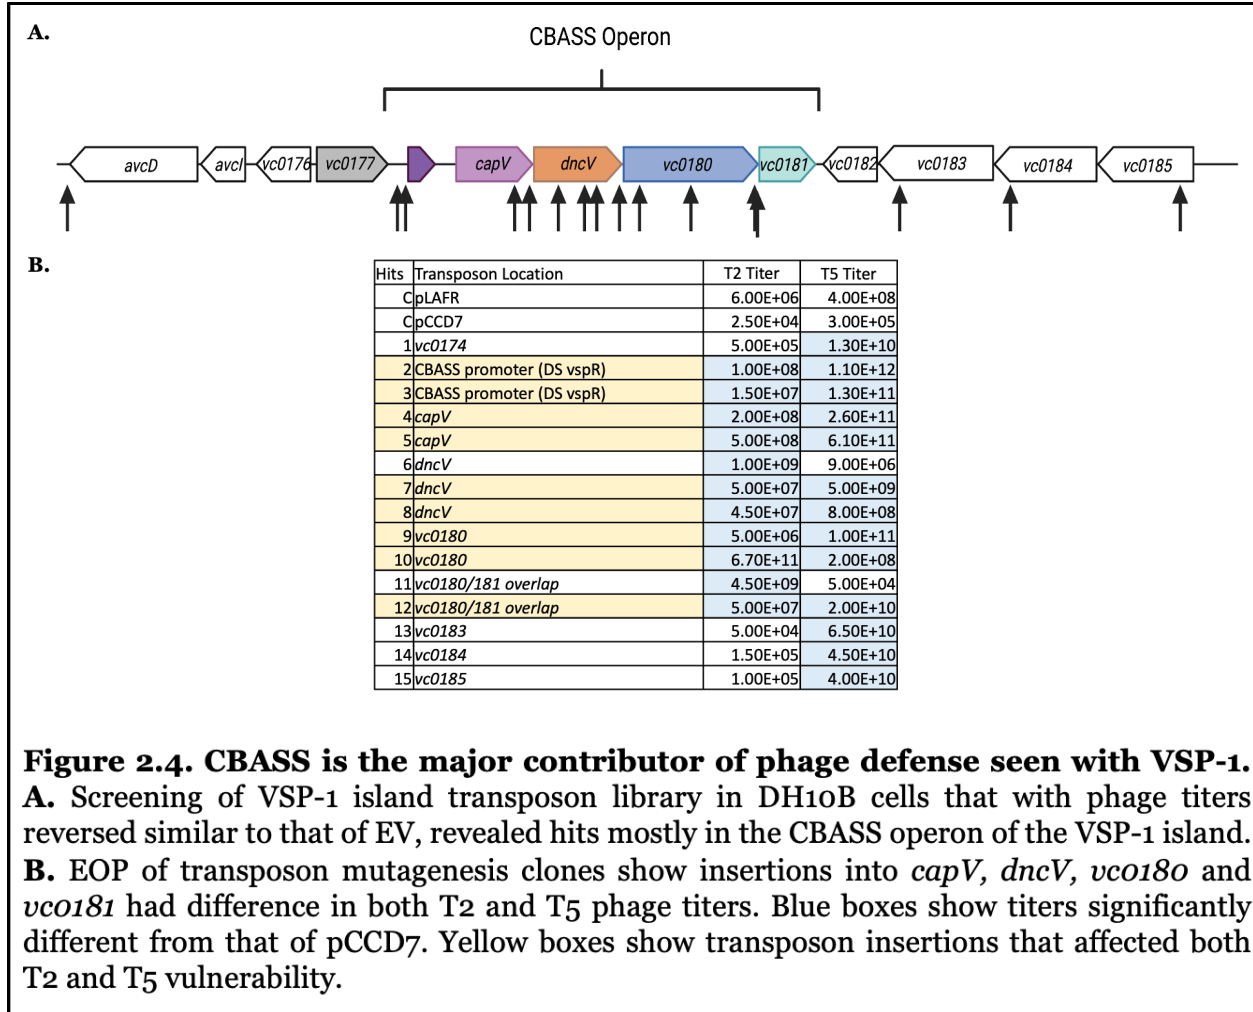 A.
CBASS Operon
avcD avcI vc0176 vc0177 capV dncV vc0180 vc0181 vc0182 vc0183 vc0184 vc0185
B.
Hits Transposon Location T2 Titer T5 Titer
C pLAFR 6.00E+06 4.00E+08
C pCCD7 2.50E+04 3.00E+05
1 vc0174 5.00E+05 1.30E+10
2 CBASS promoter (DS vspR) 1.00E+08 1.10E+12
3 CBASS promoter (DS vspR) 1.50E+07 1.30E+11
4 capV 2.00E+08 2.60E+11
5 capV 5.00E+08 6.10E+11
6 dncV 1.00E+09 9.00E+06
7 dncV 5.00E+07 5.00E+09
8 dncV 4.50E+07 8.00E+08
9 vc0180 5.00E+06 1.00E+11
10 vc0180 6.70E+11 2.00E+08
11 vc0180/181 overlap 4.50E+09 5.00E+04
12 vc0180/181 overlap 5.00E+07 2.00E+10
13 vc0183 5.00E+04 6.50E+10
14 vc0184 1.50E+05 4.50E+10
15 vc0185 1.00E+05 4.00E+10
Figure 2.4. CBASS is the major contributor of phage defense seen with VSP-1.
A. Screening of VSP-1 island transposon library in DH10B cells that with phage titers
reversed similar to that of EV, revealed hits mostly in the CBASS operon of the VSP-1 island.
B. EOP of transposon mutagenesis clones show insertions into capV, dncV, vc0180 and
vc0181 had difference in both T2 and T5 phage titers. Blue boxes show titers significantly
different from that of pCCD7. Yellow boxes show transposon insertions that affected both
T2 and T5 vulnerability.